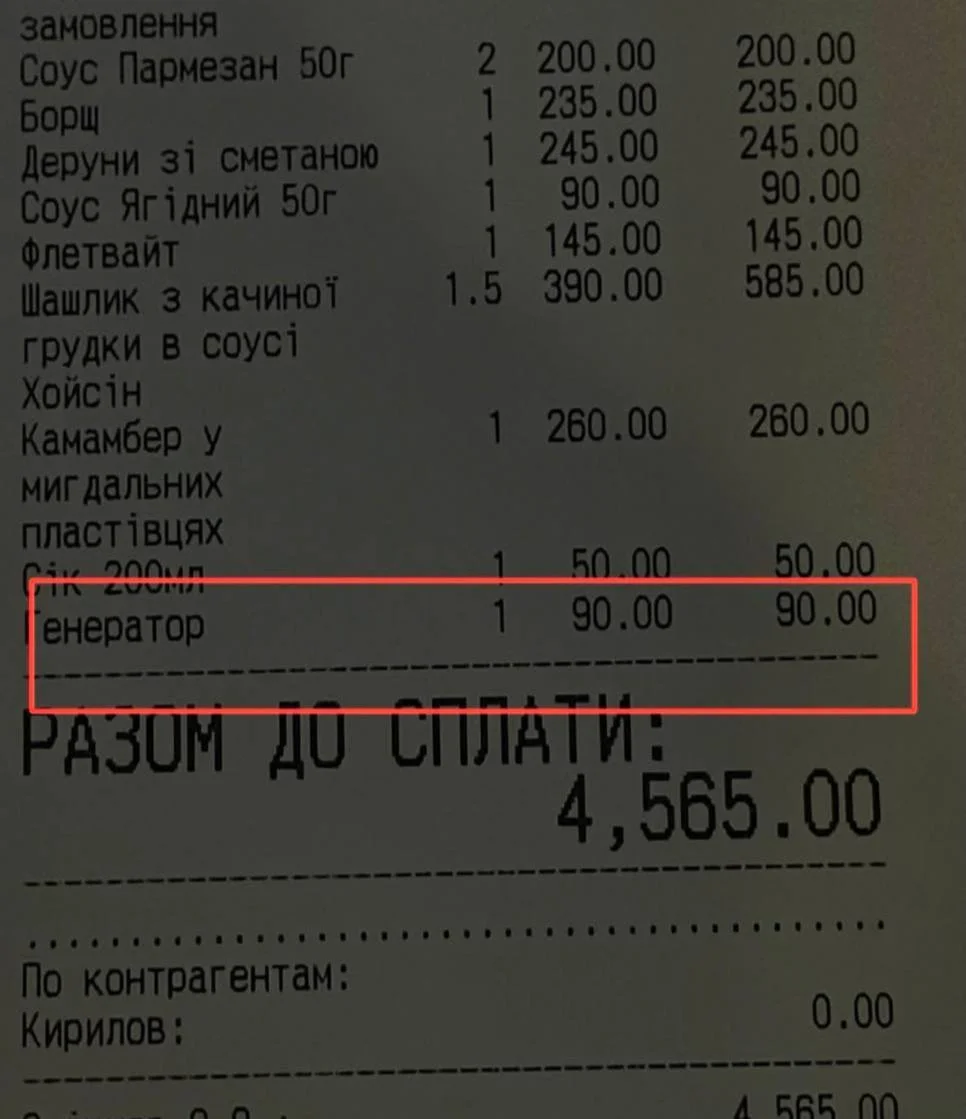 замовлення
Соус Пармезан 50г 2 200.00 200.00
Борщ 1 235.00 235.00
Деруни зі сметаною 1 245.00 245.00
Соус Ягідний 50г 1 90.00 90.00
Флетвайт 1 145.00 145.00
Шашлик з качиної 1.5 390.00 585.00
грудки в соусі
Хойсін
Камамбер у 1 260.00 260.00
мигдальних
пластівцях
Сік 200мл 1 50.00 50.00
Генератор 1 90.00 90.00
РАЗОМ ДО СПЛАТИ:
4,565.00
По контрагентам:
Кирилов: 0.00
4,565.00